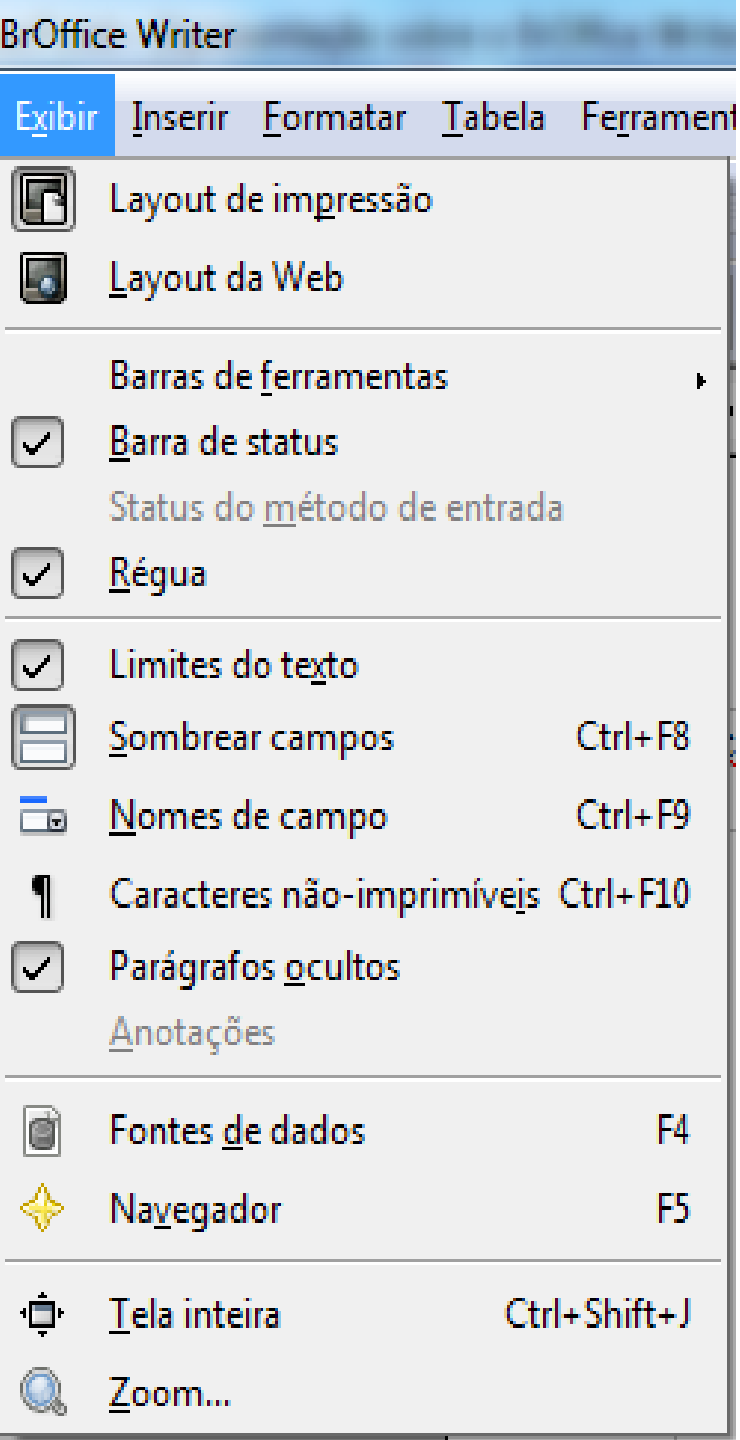 BrOffice Writer
Exibir Inserir Formatar Tabela Ferrament
Layout de impressão
Layout da Web
Barras de ferramentas
Barra de status
Status do método de entrada
Régua
Limites do texto
Sombrear campos Ctrl+F8
Nomes de campo Ctrl+F9
Caracteres não-imprimíveis Ctrl+F10
Parágrafos ocultos
Anotações
Fontes de dados F4
Navegador F5
Tela inteira Ctrl+Shift+J
Zoom...